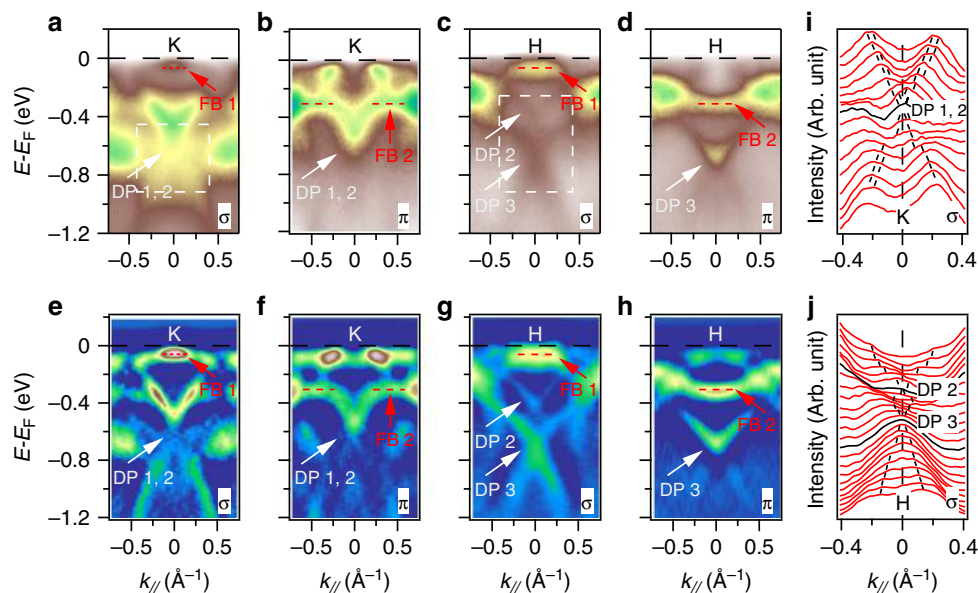 a
b
c
d
i
K
K
H
H
0
−0.4
−0.8
−1.2
E-EF (eV)
FB 1
DP 1, 2
σ
FB 2
DP 1, 2
π
FB 1
DP 2
DP 3
σ
FB 2
DP 3
π
Intensity (Arb. unit)
DP 1, 2
K
σ
−0.5 0 0.5
−0.5 0 0.5
−0.5 0 0.5
−0.5 0 0.5
−0.4 0 0.4
e
f
g
h
j
K
K
H
H
0
−0.4
−0.8
−1.2
E-EF (eV)
FB 1
DP 1, 2
σ
FB 2
DP 1, 2
π
FB 1
DP 2
DP 3
σ
FB 2
DP 3
π
Intensity (Arb. unit)
DP 2
DP 3
H
σ
−0.5 0 0.5
−0.5 0 0.5
−0.5 0 0.5
−0.5 0 0.5
−0.4 0 0.4
k// (Å−1)
k// (Å−1)
k// (Å−1)
k// (Å−1)
k// (Å−1)